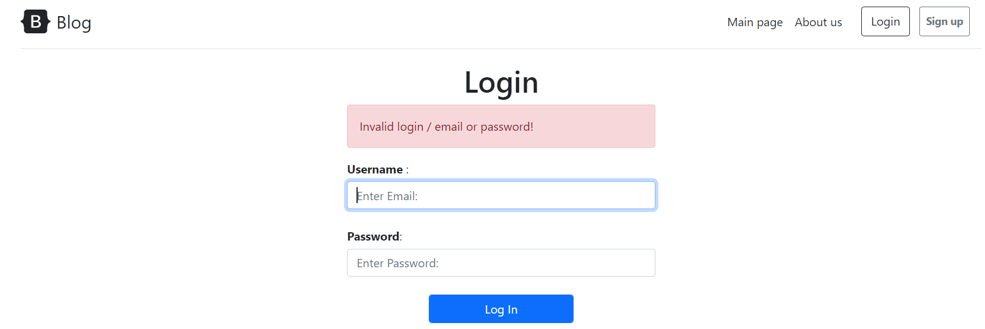 B Blog Main page About us Login Sign up
Login
Invalid login / email or password!
Username :
Enter Email:
Password:
Enter Password:
Log In